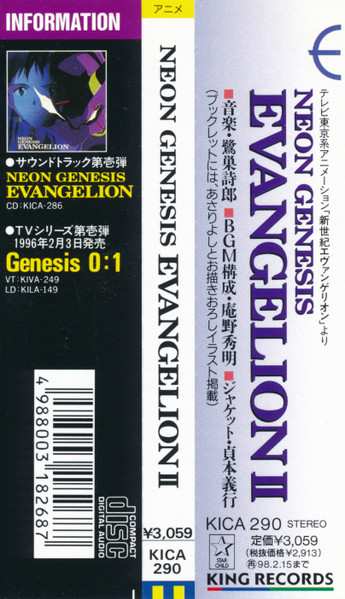 INFORMATION
NEON GENESIS
EVANGELION
●サウンドトラック第壱弾
NEON GENESIS
EVANGELION
CD:KICA-286
●TVシリーズ第壱弾
1996年2月3日発売
Genesis 0:1
VT:KIVA-249
LD:KILA-149
4988003182687
COMPACT
disc
DIGITAL AUDIO
アニメ
NEON GENESIS EVANGELION II
¥3,059
KICA
290
テレビ東京系アニメーション「新世紀エヴァンゲリオン」より
NEON GENESIS
EVANGELION II
■音楽・鷺巣詩郎 ■BGM構成・庵野秀明 ■ジャケット・貞本義行
(ブックレットには、あさりよしとお描きおろしイラスト掲載)
KICA 290 STEREO
STAR
CHILD
定価¥3,059
(税抜価格¥2,913)
再98.2.15まで
KING RECORDS